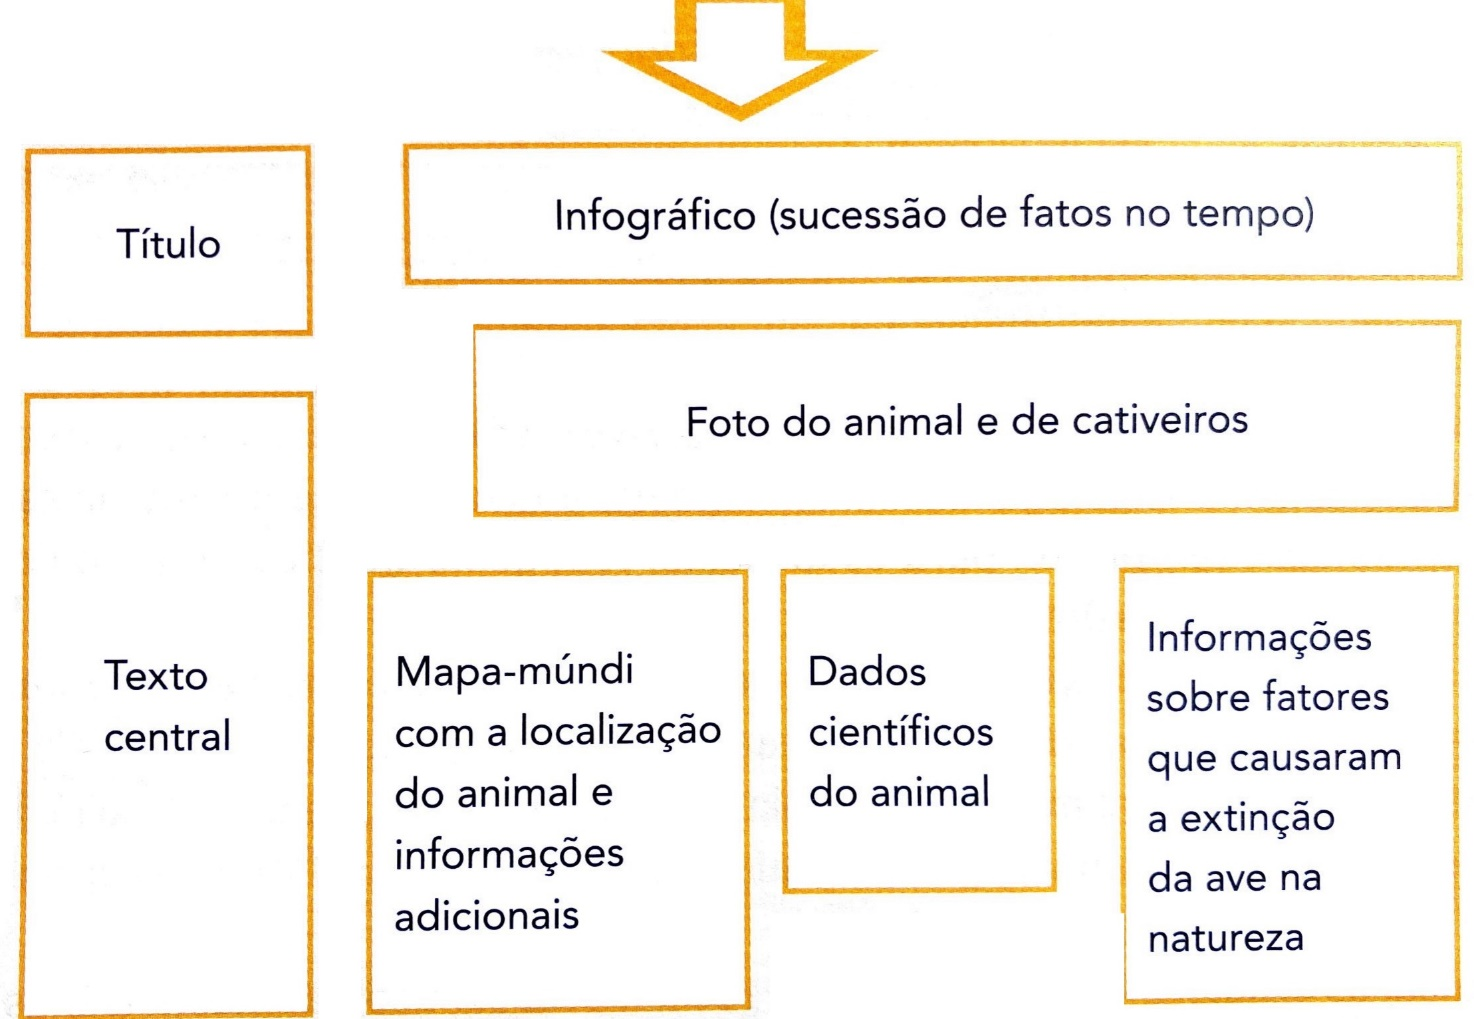 Título
Infográfico (sucessão de fatos no tempo)
Foto do animal e de cativeiros
Texto
central
Mapa-múndi
com a localização
do animal e
informações
adicionais
Dados
científicos
do animal
Informações
sobre fatores
que causaram
a extinção
da ave na
natureza